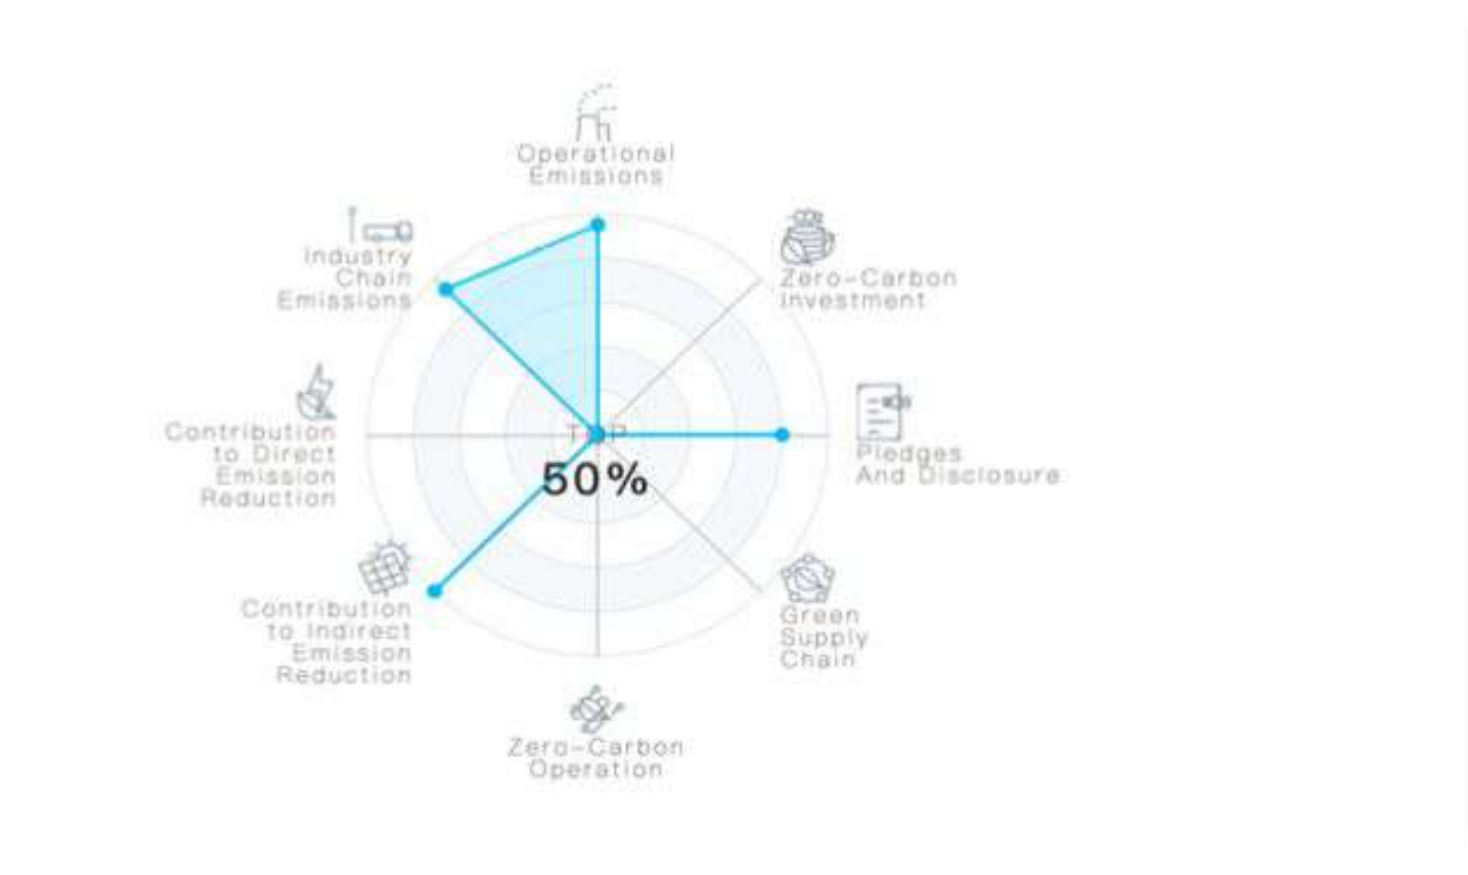 Operational
Emissions
Industry
Chain
Emissions
Zero-Carbon
Investment
Contribution
to Direct
Emission
Reduction
TOP
50%
Pledges
And Disclosure
Contribution
to Indirect
Emission
Reduction
Green
Supply
Chain
Zero-Carbon
Operation